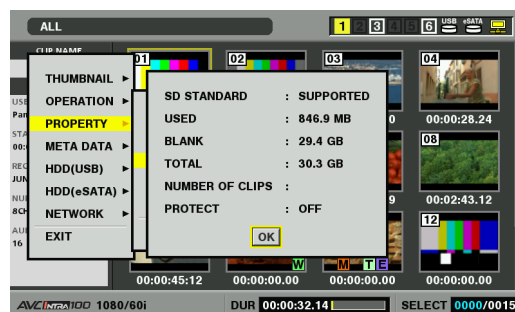 ALL
1 2 3 4 5 6 USB eSATA
CLIP NAME
01 02 03 04
THUMBNAIL
OPERATION
PROPERTY
META DATA
HDD(USB)
HDD(eSATA)
NETWORK
EXIT
SD STANDARD : SUPPORTED
USED : 846.9 MB
BLANK : 29.4 GB
TOTAL : 30.3 GB
NUMBER OF CLIPS :
PROTECT : OFF
OK
00:00:28.24
08
00:02:43.12
12
16
W M T E
00:00:45:12 00:00:00.00 00:00:00.00 00:00:00.00
AVC INTRA 100 1080/60i DUR 00:00:32.14 SELECT 0000/0015